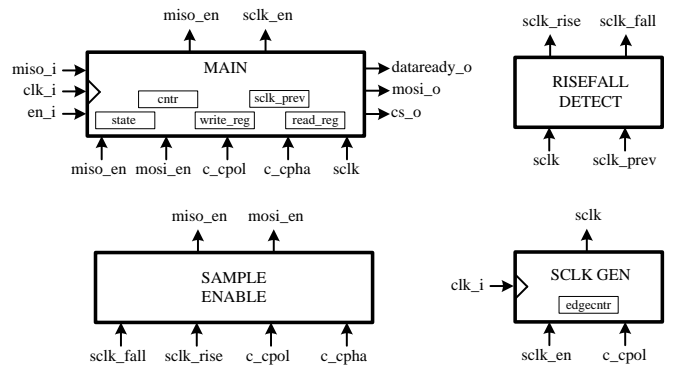 miso_en sclk_en
MAIN
miso_i
clk_i
en_i
cntr sclk_prev
state write_reg read_reg
dataready_o
mosi_o
cs_o
miso_en mosi_en c_cpol c_cpha sclk
sclk_rise sclk_fall
RISEFALL
DETECT
sclk sclk_prev
miso_en mosi_en
SAMPLE
ENABLE
sclk_fall sclk_rise c_cpol c_cpha
sclk
clk_i
SCLK GEN
edgecntr
sclk_en c_cpol